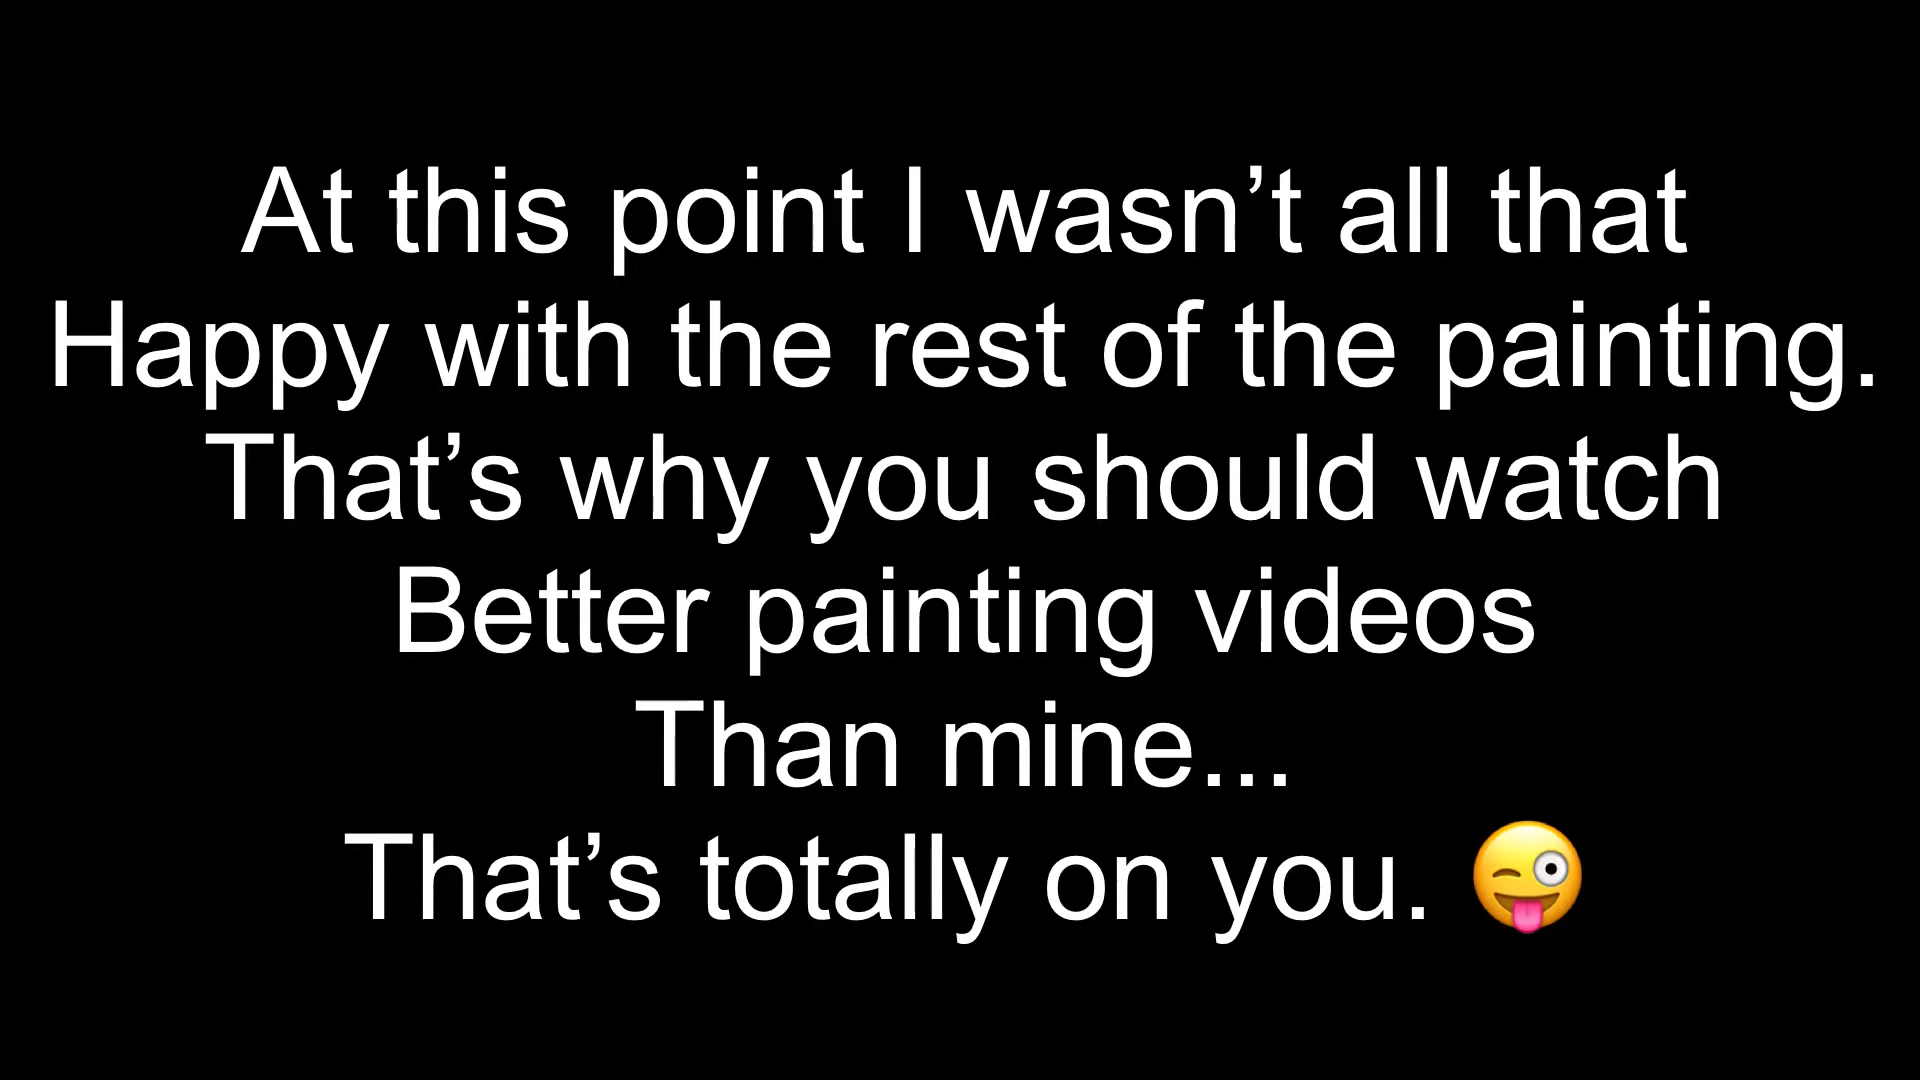 At this point I wasn’t all that
Happy with the rest of the painting.
That’s why you should watch
Better painting videos
Than mine...
That’s totally on you. 😜